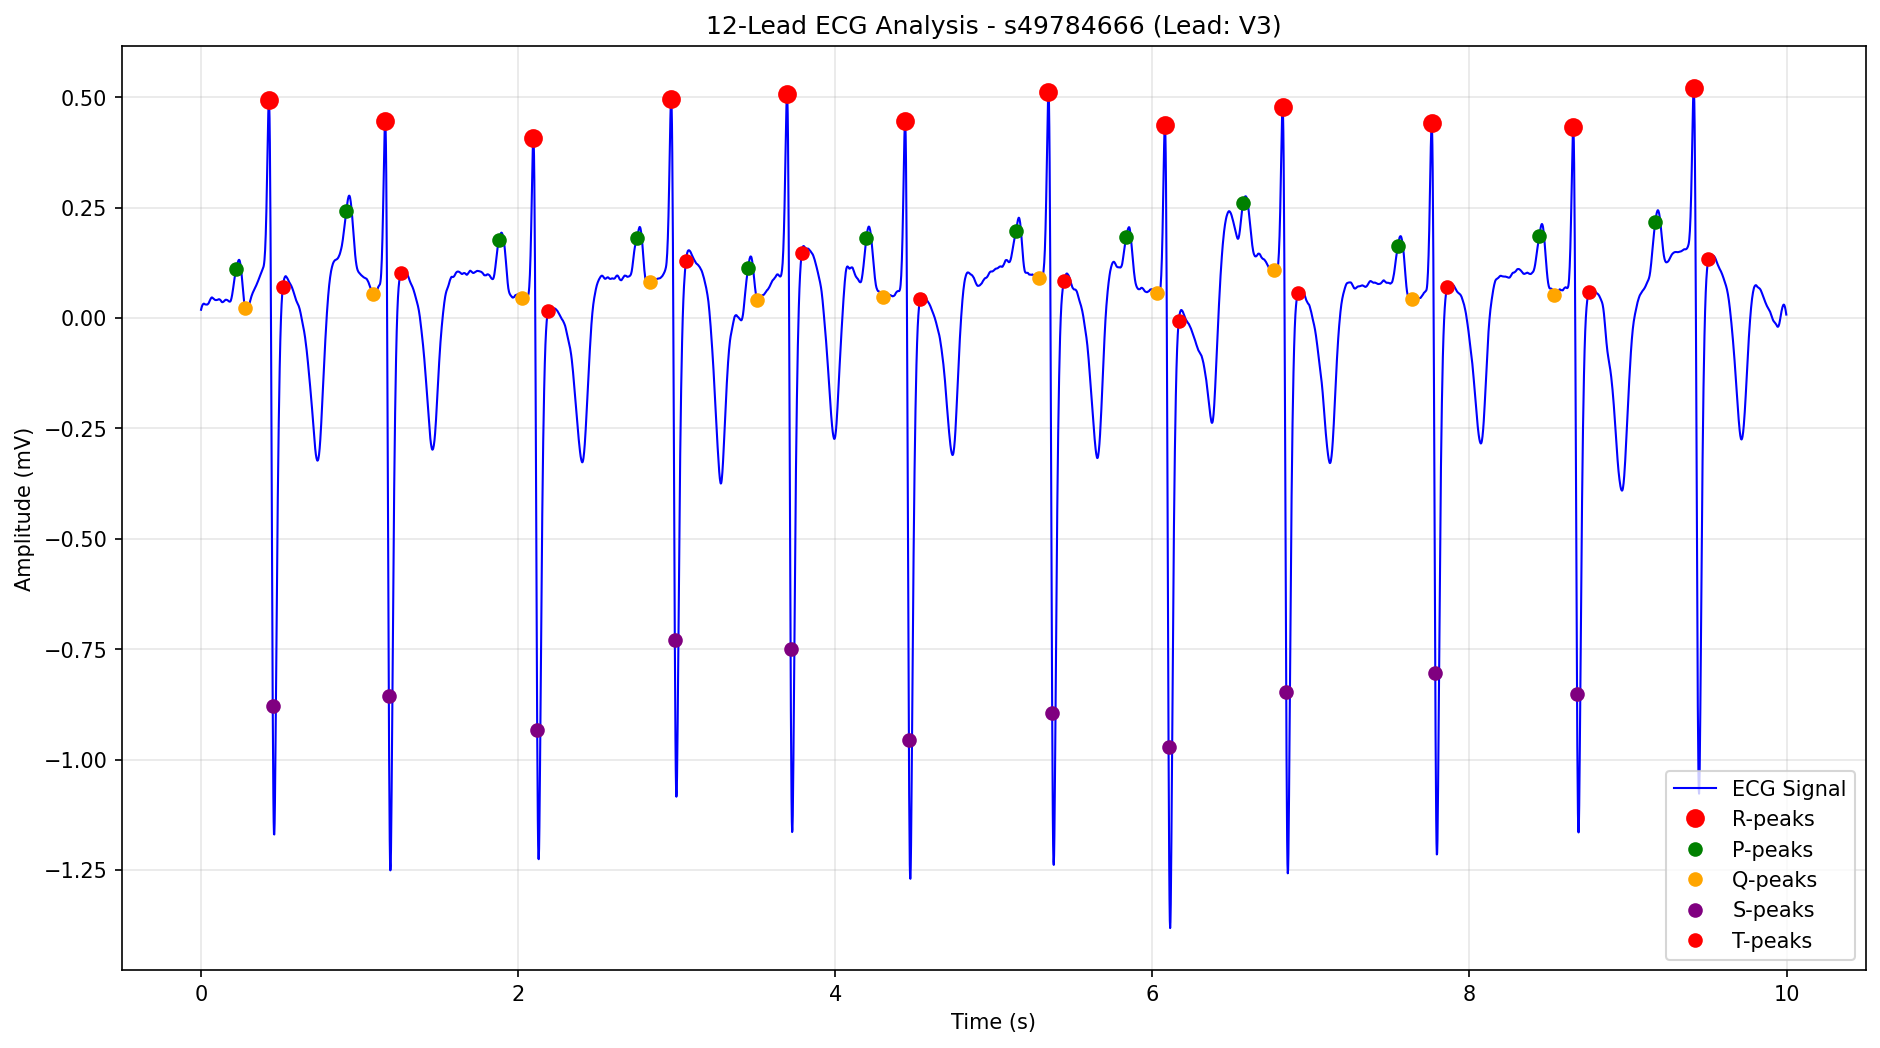 12-Lead ECG Analysis - s49784666 (Lead: V3)
Amplitude (mV)
0.50
0.25
0.00
−0.25
−0.50
−0.75
−1.00
−1.25
0
2
4
6
8
10
Time (s)
ECG Signal
R-peaks
P-peaks
Q-peaks
S-peaks
T-peaks